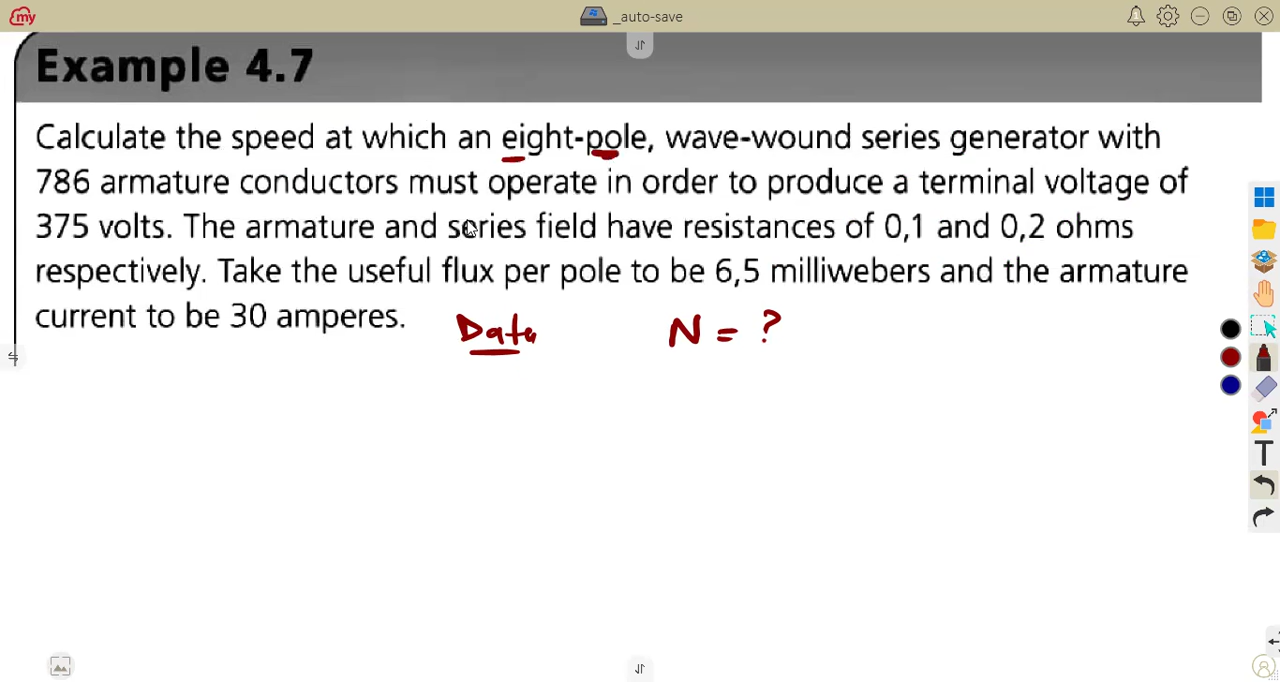 my
_auto-save
Example 4.7
Calculate the speed at which an eight-pole, wave-wound series generator with
786 armature conductors must operate in order to produce a terminal voltage of
375 volts. The armature and series field have resistances of 0,1 and 0,2 ohms
respectively. Take the useful flux per pole to be 6,5 milliwebers and the armature
current to be 30 amperes.
Data N = ?
T